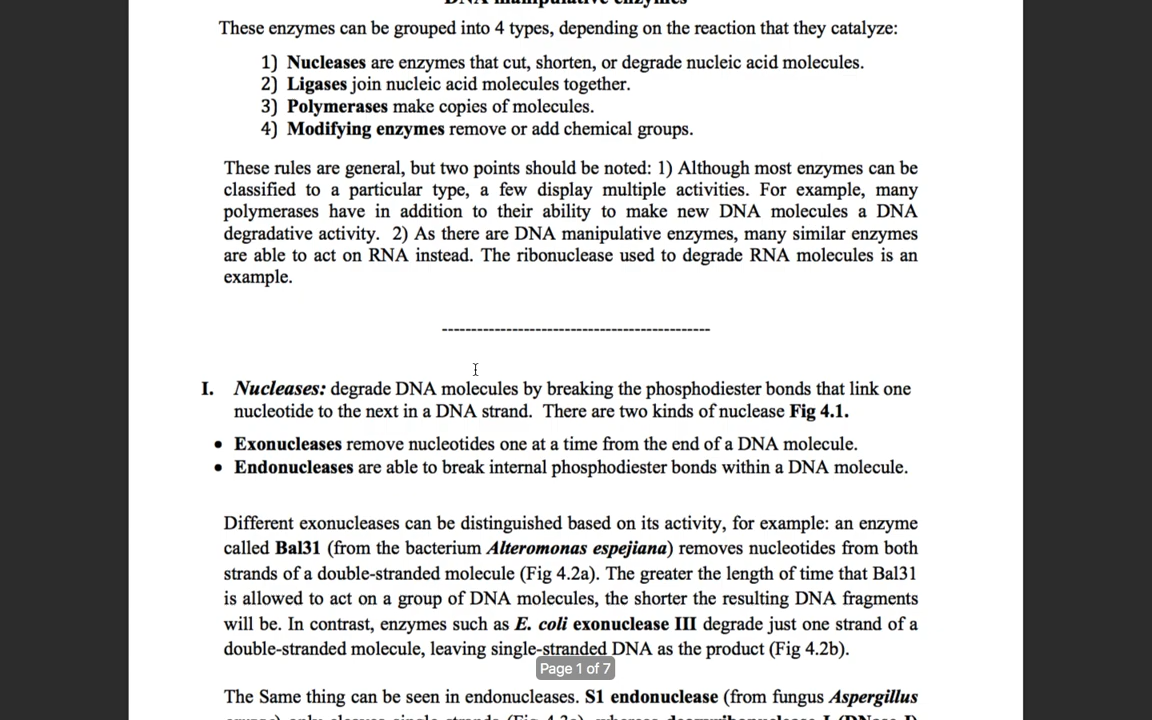 DNA manipulative enzymes
These enzymes can be grouped into 4 types, depending on the reaction that they catalyze:
1) Nucleases are enzymes that cut, shorten, or degrade nucleic acid molecules.
2) Ligases join nucleic acid molecules together.
3) Polymerases make copies of molecules.
4) Modifying enzymes remove or add chemical groups.
These rules are general, but two points should be noted: 1) Although most enzymes can be
classified to a particular type, a few display multiple activities. For example, many
polymerases have in addition to their ability to make new DNA molecules a DNA
degradative activity. 2) As there are DNA manipulative enzymes, many similar enzymes
are able to act on RNA instead. The ribonuclease used to degrade RNA molecules is an
example.
-----------------------------------------------
I. Nucleases: degrade DNA molecules by breaking the phosphodiester bonds that link one
nucleotide to the next in a DNA strand. There are two kinds of nuclease Fig 4.1.
• Exonucleases remove nucleotides one at a time from the end of a DNA molecule.
• Endonucleases are able to break internal phosphodiester bonds within a DNA molecule.
Different exonucleases can be distinguished based on its activity, for example: an enzyme
called Bal31 (from the bacterium Alteromonas espejiana) removes nucleotides from both
strands of a double-stranded molecule (Fig 4.2a). The greater the length of time that Bal31
is allowed to act on a group of DNA molecules, the shorter the resulting DNA fragments
will be. In contrast, enzymes such as E. coli exonuclease III degrade just one strand of a
double-stranded molecule, leaving single-stranded DNA as the product (Fig 4.2b).
Page 1 of 7
The Same thing can be seen in endonucleases. S1 endonuclease (from fungus Aspergillus